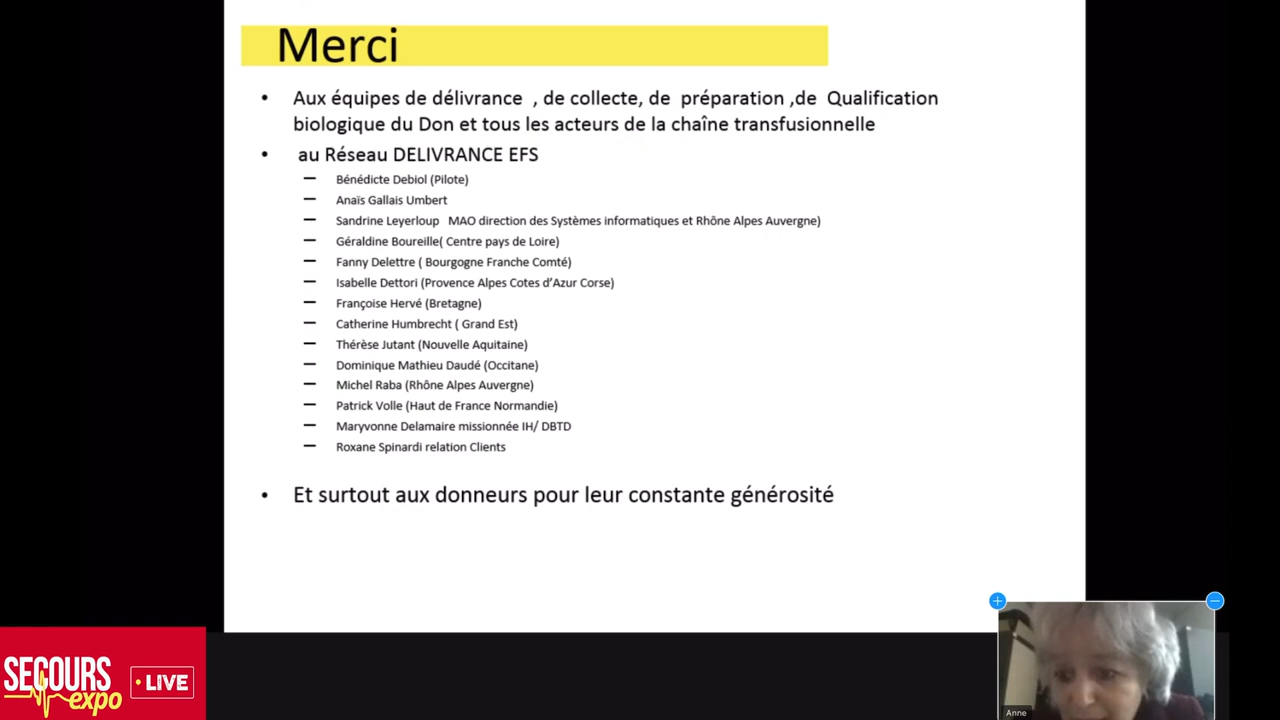 Merci
• Aux équipes de délivrance , de collecte, de préparation ,de Qualification
biologique du Don et tous les acteurs de la chaîne transfusionnelle
• au Réseau DELIVRANCE EFS
— Bénédicte Debiol (Pilote)
— Anaïs Gallais Umbert
— Sandrine Leyerloup MAO direction des Systèmes informatiques et Rhône Alpes Auvergne)
— Géraldine Boureille( Centre pays de Loire)
— Fanny Delettre ( Bourgogne Franche Comté)
— Isabelle Dettori (Provence Alpes Cotes d’Azur Corse)
— Françoise Hervé (Bretagne)
— Catherine Humbrecht ( Grand Est)
— Thérèse Jutant (Nouvelle Aquitaine)
— Dominique Mathieu Daudé (Occitane)
— Michel Raba (Rhône Alpes Auvergne)
— Patrick Volle (Haut de France Normandie)
— Maryvonne Delamaire missionnée IH/ DBTD
— Roxane Spinardi relation Clients
• Et surtout aux donneurs pour leur constante générosité
SECOURS
expo
• LIVE
Anne